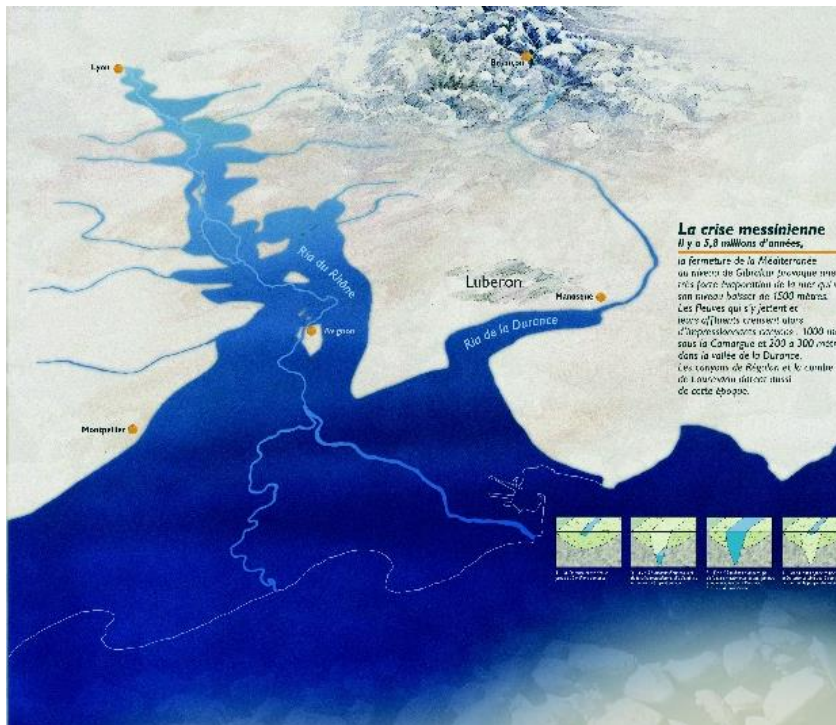 Lyon
Briançon
Ria du Rhône
Luberon
Manosque
Avignon
Ria de la Durance
Montpellier
La crise messinienne
Il y a 5,8 millions d'années,
la fermeture de la Méditerranée
au niveau de Gibraltar provoque une
très forte évaporation de la mer qui
son niveau baisser de 1500 mètres.
Les fleuves qui s'y jettent et
leurs affluents creusent alors
d'impressionnants canyons : 1000
sous la Camargue et 200 à 300
dans la vallée de la Durance.
Les canyons de Régalon et la combe
de Lourmarin datent aussi
de cette époque.